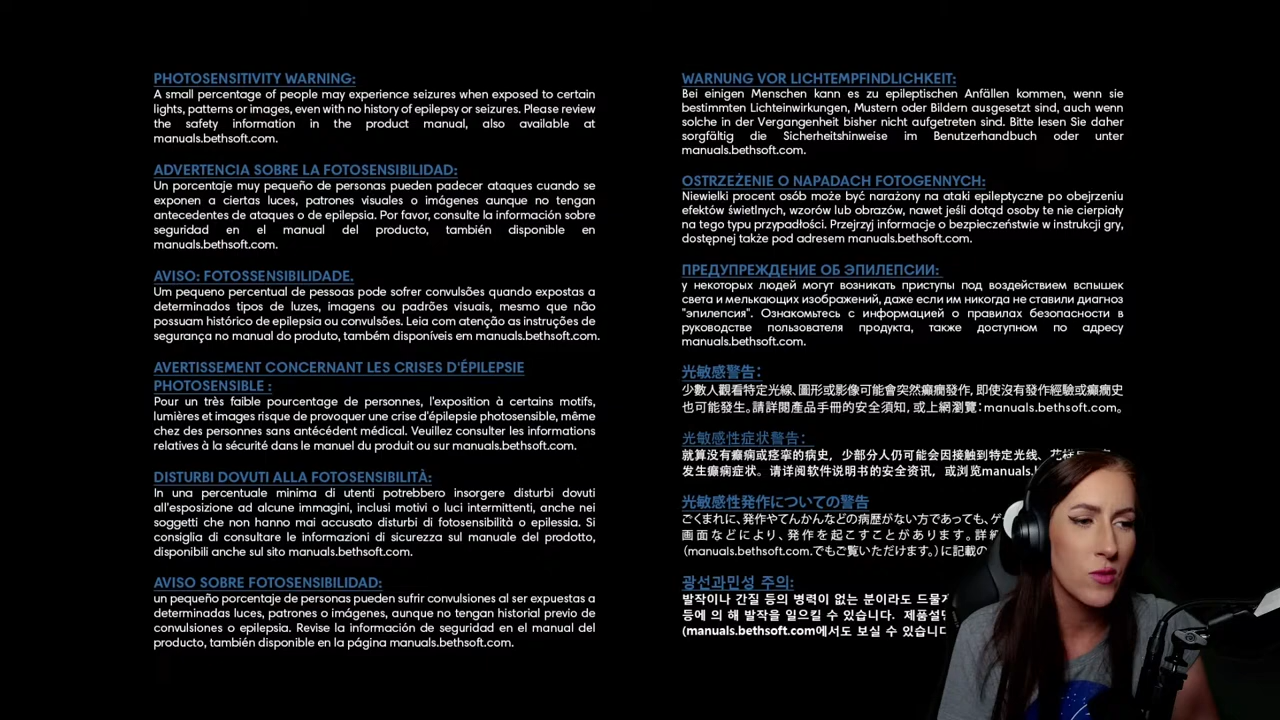 PHOTOSENSITIVITY WARNING:
A small percentage of people may experience seizures when exposed to certain
lights, patterns or images, even with no history of epilepsy or seizures. Please review
the safety information in the product manual, also available at
manuals.bethsoft.com.
ADVERTENCIA SOBRE LA FOTOSENSIBILIDAD:
Un porcentaje muy pequeño de personas pueden padecer ataques cuando se
exponen a ciertas luces, patrones visuales o imágenes aunque no tengan
antecedentes de ataques o de epilepsia. Por favor, consulte la información sobre
seguridad en el manual del producto, también disponible en
manuals.bethsoft.com.
AVISO: FOTOSSENSIBILIDADE.
Um pequeno percentual de pessoas pode sofrer convulsões quando expostas a
determinados tipos de luzes, imagens ou padrões visuais, mesmo que não
possuam histórico de epilepsia ou convulsões. Leia com atenção as instruções de
segurança no manual do produto, também disponíveis em manuals.bethsoft.com.
AVERTISSEMENT CONCERNANT LES CRISES D'ÉPILEPSIE
PHOTOSENSIBLE :
Pour un très faible pourcentage de personnes, l'exposition à certains motifs,
lumières et images risque de provoquer une crise d'épilepsie photosensible, même
chez des personnes sans antécédent médical. Veuillez consulter les informations
relatives à la sécurité dans le manuel du produit ou sur manuals.bethsoft.com.
DISTURBI DOVUTI ALLA FOTOSENSIBILITÀ:
In una percentuale minima di utenti potrebbero insorgere disturbi dovuti
all'esposizione ad alcune immagini, inclusi motivi o luci intermittenti, anche nei
soggetti che non hanno mai accusato disturbi di fotosensibilità o epilessia. Si
consiglia di consultare le informazioni di sicurezza sul manuale del prodotto,
disponibili anche sul sito manuals.bethsoft.com.
AVISO SOBRE FOTOSENSIBILIDAD:
un pequeño porcentaje de personas pueden sufrir convulsiones al ser expuestas a
determinadas luces, patrones o imágenes, aunque no tengan historial previo de
convulsiones o epilepsia. Revise la información de seguridad en el manual del
producto, también disponible en la página manuals.bethsoft.com.
WARNUNG VOR LICHTEMPFINDLICHKEIT:
Bei einigen Menschen kann es zu epileptischen Anfällen kommen, wenn sie
bestimmten Lichteinwirkungen, Mustern oder Bildern ausgesetzt sind, auch wenn
solche in der Vergangenheit bisher nicht aufgetreten sind. Bitte lesen Sie daher
sorgfältig die Sicherheitshinweise im Benutzerhandbuch oder unter
manuals.bethsoft.com.
OSTRZEŻENIE O NAPADACH FOTOGENNYCH:
Niewielki procent osób może być narażony na ataki epileptyczne po obejrzeniu
efektów świetlnych, wzorów lub obrazów, nawet jeśli dotąd osoby te nie cierpiały
na tego typu przypadłości. Przejrzyj informacje o bezpieczeństwie w instrukcji gry,
dostępnej także pod adresem manuals.bethsoft.com.
ПРЕДУПРЕЖДЕНИЕ ОБ ЭПИЛЕПСИИ:
у некоторых людей могут возникать приступы под воздействием вспышек
света и мелькающих изображений, даже если им никогда не ставили диагноз
"эпилепсия". Ознакомьтесь с информацией о правилах безопасности в
руководстве пользователя продукта, также доступном по адресу
manuals.bethsoft.com.
光敏感警告：
少數人觀看特定光線、圖形或影像可能會突然癲癇發作，即使沒有發作經驗或癲癇史
也可能發生。請詳閱產品手冊的安全須知，或上網瀏覽：manuals.bethsoft.com。
光敏感性症状警告：
就算没有癫痫或痉挛的病史，少部分人仍可能会因接触到特定光线、花样
发生癫痫症状。请详阅软件说明书的安全资讯，或浏览manuals.
光敏感性発作についての警告
ごくまれに、発作やてんかんなどの病歴がない方であっても、ゲ
画面などにより、発作を起こすことがあります。詳細
（manuals.bethsoft.com.でもご覧いただけます。）に記載の
광선과민성 주의:
발작이나 간질 등의 병력이 없는 분이라도 드물게
등에 의 해 발작을 일으킬 수 있습니다. 제품설명
(manuals.bethsoft.com에서도 보실 수 있습니다